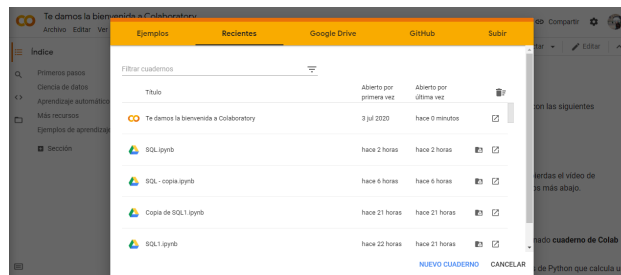 Te damos la bienvenida a Colaboratory
Archivo Editar Ver
Compartir
Ejemplos Recientes Google Drive GitHub Subir
Índice
Editar
Primeros pasos
Ciencia de datos
Aprendizaje automático
Más recursos
Ejemplos de aprendizaje
Sección
Filtrar cuadernos
Título Abierto por primera vez Abierto por última vez
Te damos la bienvenida a Colaboratory 3 jul 2020 hace 0 minutos
SQL.ipynb hace 2 horas hace 2 horas
SQL - copia.ipynb hace 6 horas hace 6 horas
Copia de SQL1.ipynb hace 21 horas hace 21 horas
SQL1.ipynb hace 22 horas hace 21 horas
NUEVO CUADERNO CANCELAR
con las siguientes
pierdas el vídeo de
más abajo.
cuaderno de Colab
de Python que calcula